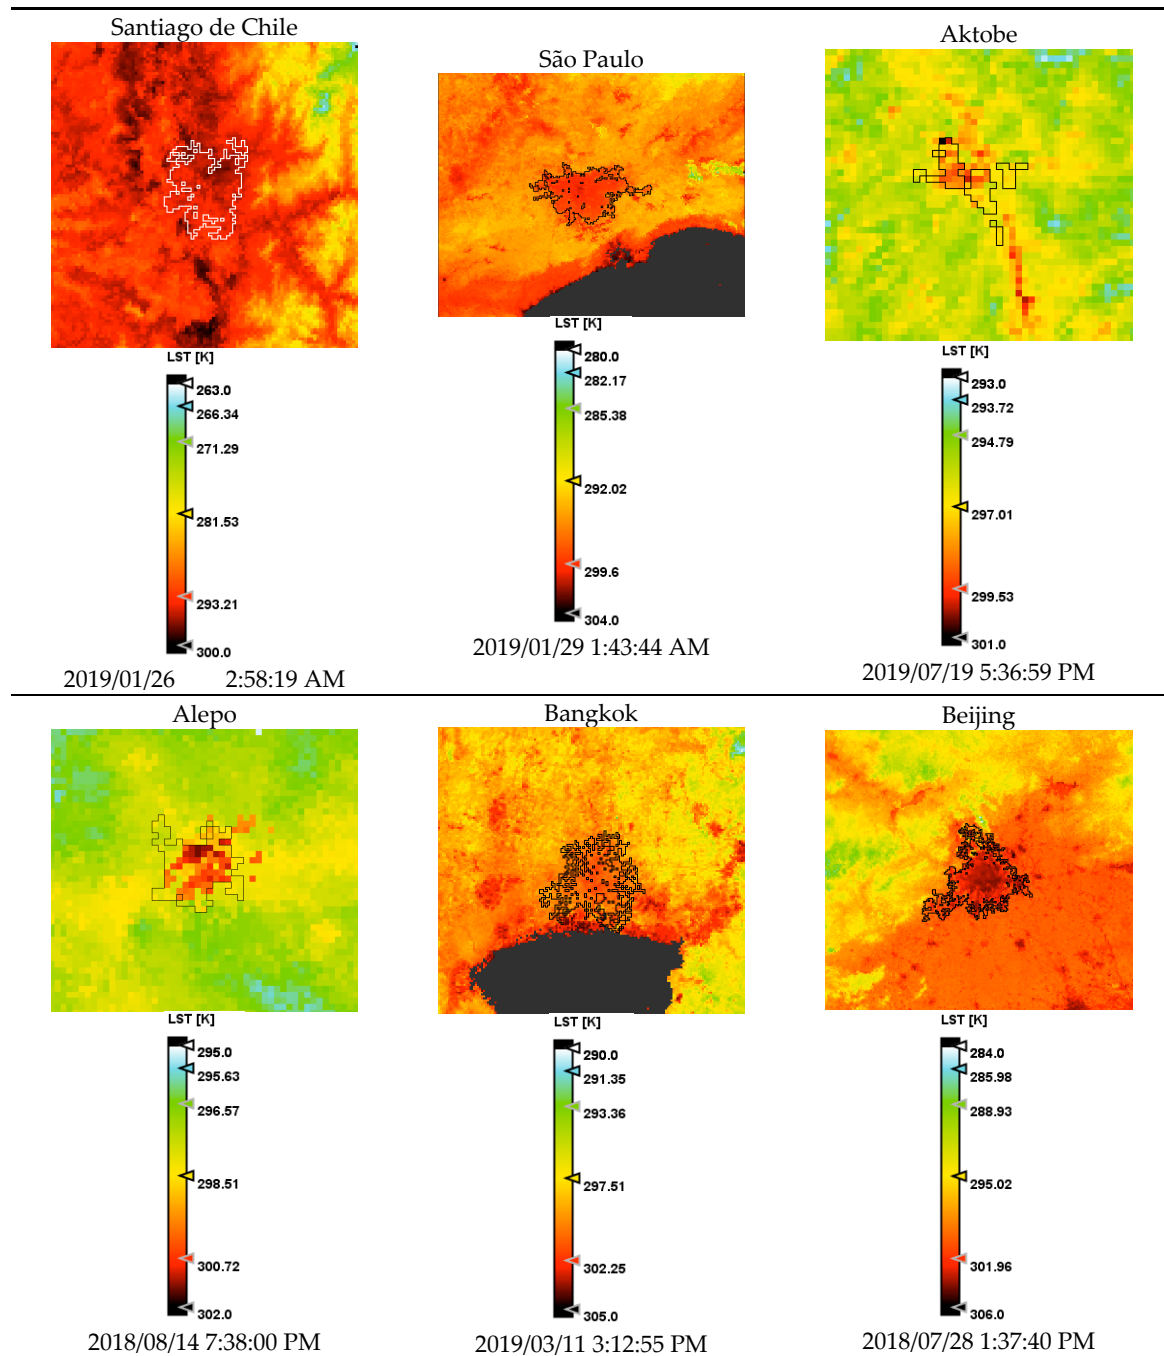 Santiago de Chile
LST [K]
263.0
266.34
271.29
281.53
293.21
300.0
2019/01/26 2:58:19 AM
São Paulo
LST [K]
280.0
282.17
285.38
292.02
299.6
304.0
2019/01/29 1:43:44 AM
Aktobe
LST [K]
293.0
293.72
294.79
297.01
299.53
301.0
2019/07/19 5:36:59 PM
Alepo
LST [K]
295.0
295.63
296.57
298.51
300.72
302.0
2018/08/14 7:38:00 PM
Bangkok
LST [K]
290.0
291.35
293.36
297.51
302.25
305.0
2019/03/11 3:12:55 PM
Beijing
LST [K]
284.0
285.98
288.93
295.02
301.96
306.0
2018/07/28 1:37:40 PM